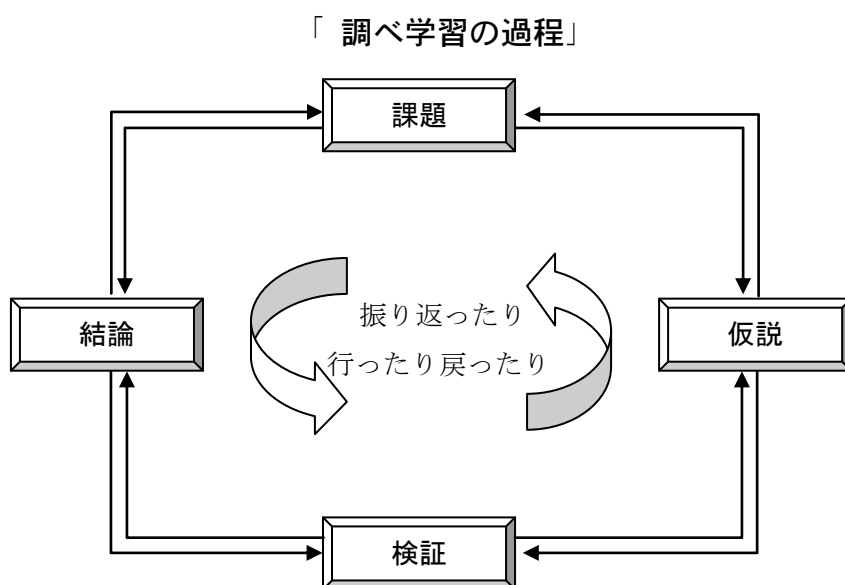 「 調べ学習の過程」
課題
結論
振り返ったり
行ったり戻ったり
仮説
検証